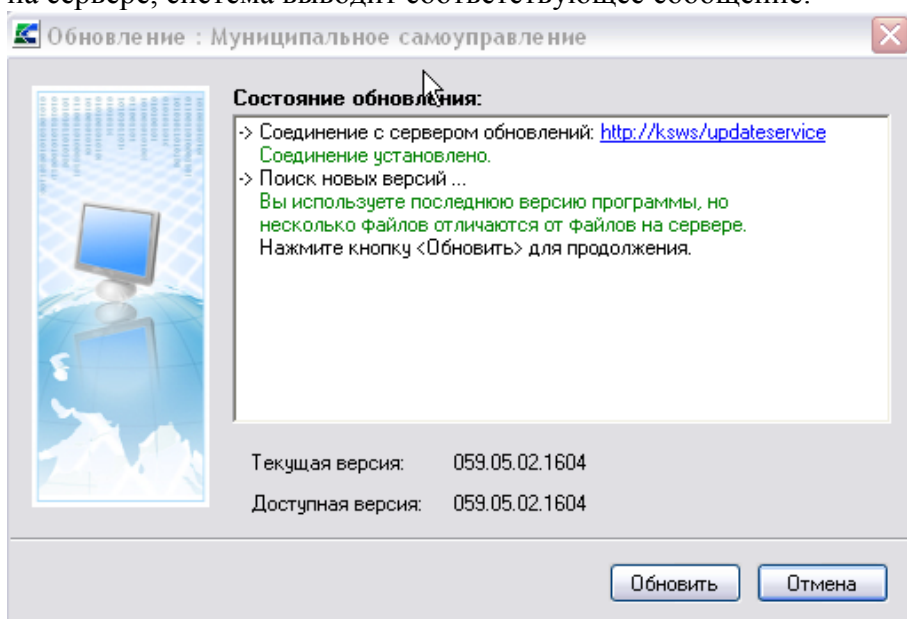 на сервере, система выводит соответствующее сообщение:
Обновление : Муниципальное самоуправление
Состояние обновления:
-> Соединение с сервером обновлений: http://ksws/updateservice
Соединение установлено.
-> Поиск новых версий ...
Вы используете последнюю версию программы, но
несколько файлов отличаются от файлов на сервере.
Нажмите кнопку <Обновить> для продолжения.
Текущая версия: 059.05.02.1604
Доступная версия: 059.05.02.1604
Обновить Отмена